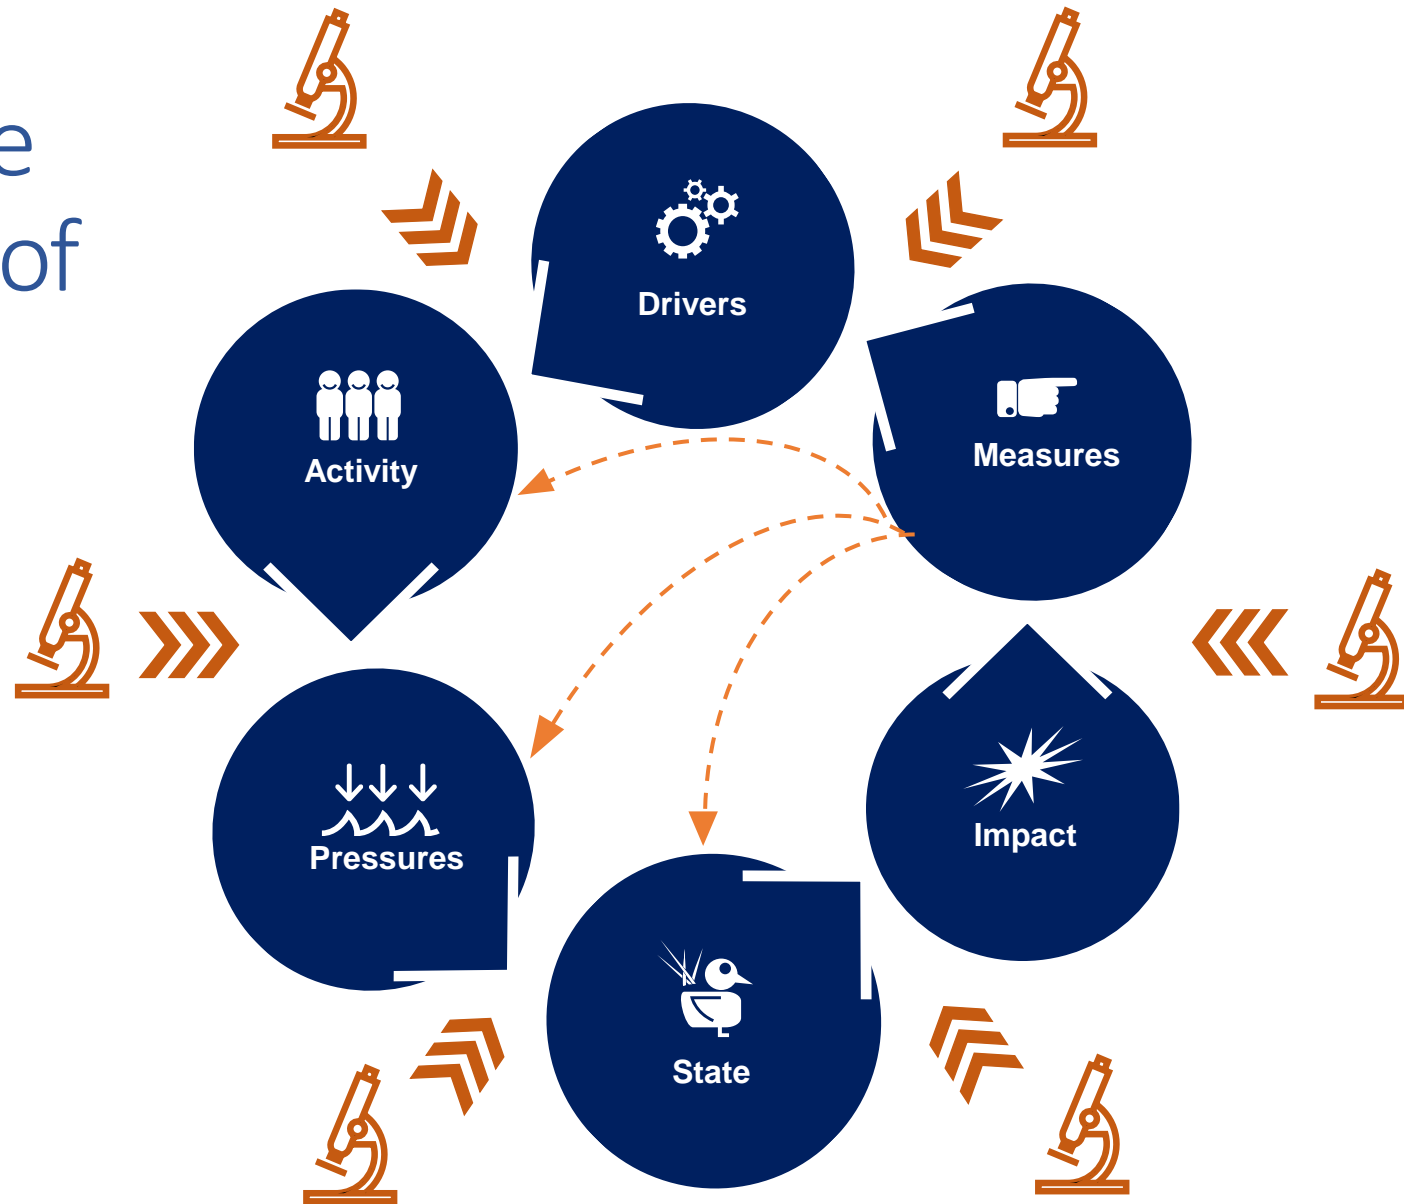 e
of
Drivers
Activity
Measures
Pressures
Impact
State